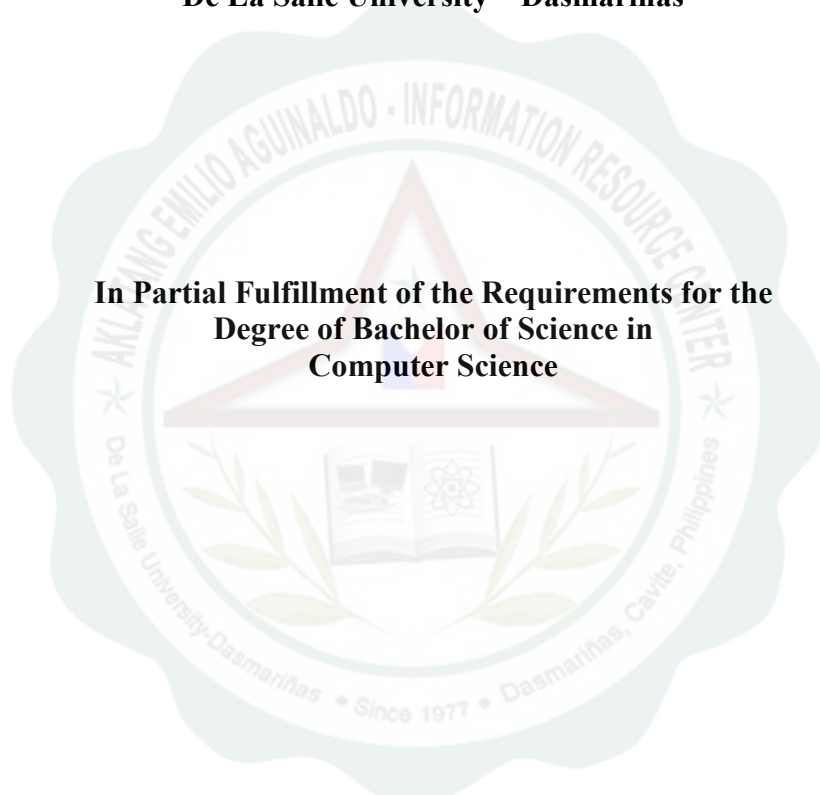 De La Salle University – Dasmariñas
AKLATANG EMILIO AGUINALDO - INFORMATION RESOURCE CENTER
In Partial Fulfillment of the Requirements for the
Degree of Bachelor of Science in
Computer Science
De La Salle University-Dasmariñas • Since 1977 • Dasmariñas, Cavite, Philippines